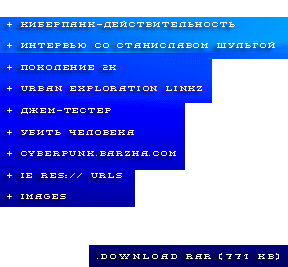 + КИБЕРПАНК-ДЕЙСТВИТЕЛЬНОСТЬ
+ ИНТЕРВЬЮ СО СТАНИСЛАВОМ ШУЛЬГОЙ
+ ПОКОЛЕНИЕ 2К
+ URBAN EXPLORATION LINKZ
+ ДЖЕМ-ТЕСТЕР
+ УБИТЬ ЧЕЛОВЕКА
+ CYBERPUNK.BARZHA.COM
+ IE RES:// URLS
+ IMAGES
.DOWNLOAD RAR (771 KB)